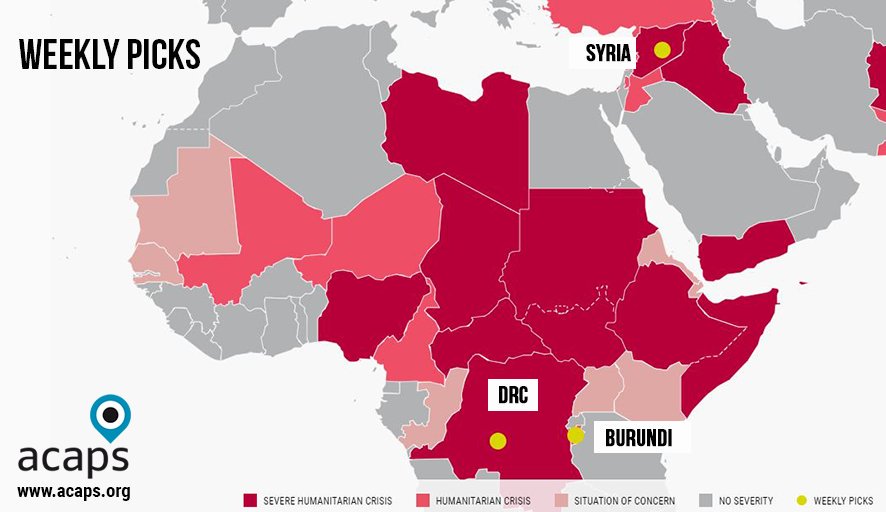 WEEKLY PICKS
SYRIA
DRC
BURUNDI
acaps
www.acaps.org
SEVERE HUMANITARIAN CRISIS
HUMANITARIAN CRISIS
SITUATION OF CONCERN
NO SEVERITY
WEEKLY PICKS